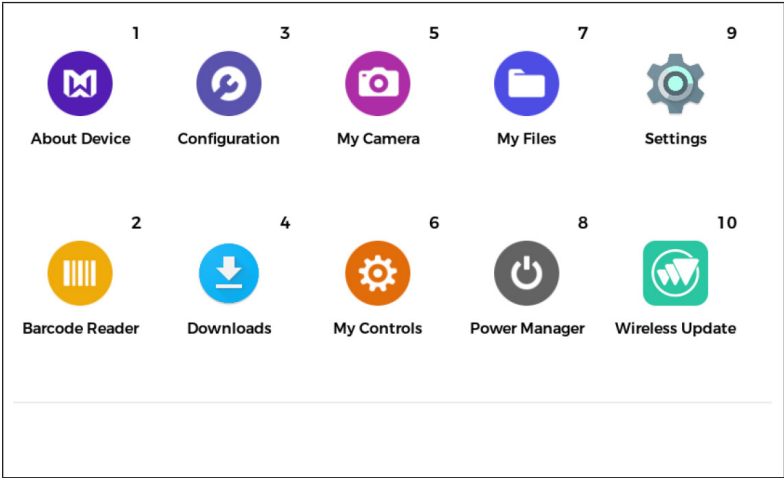 1 3 5 7 9
About Device Configuration My Camera My Files Settings
2 4 6 8 10
Barcode Reader Downloads My Controls Power Manager Wireless Update